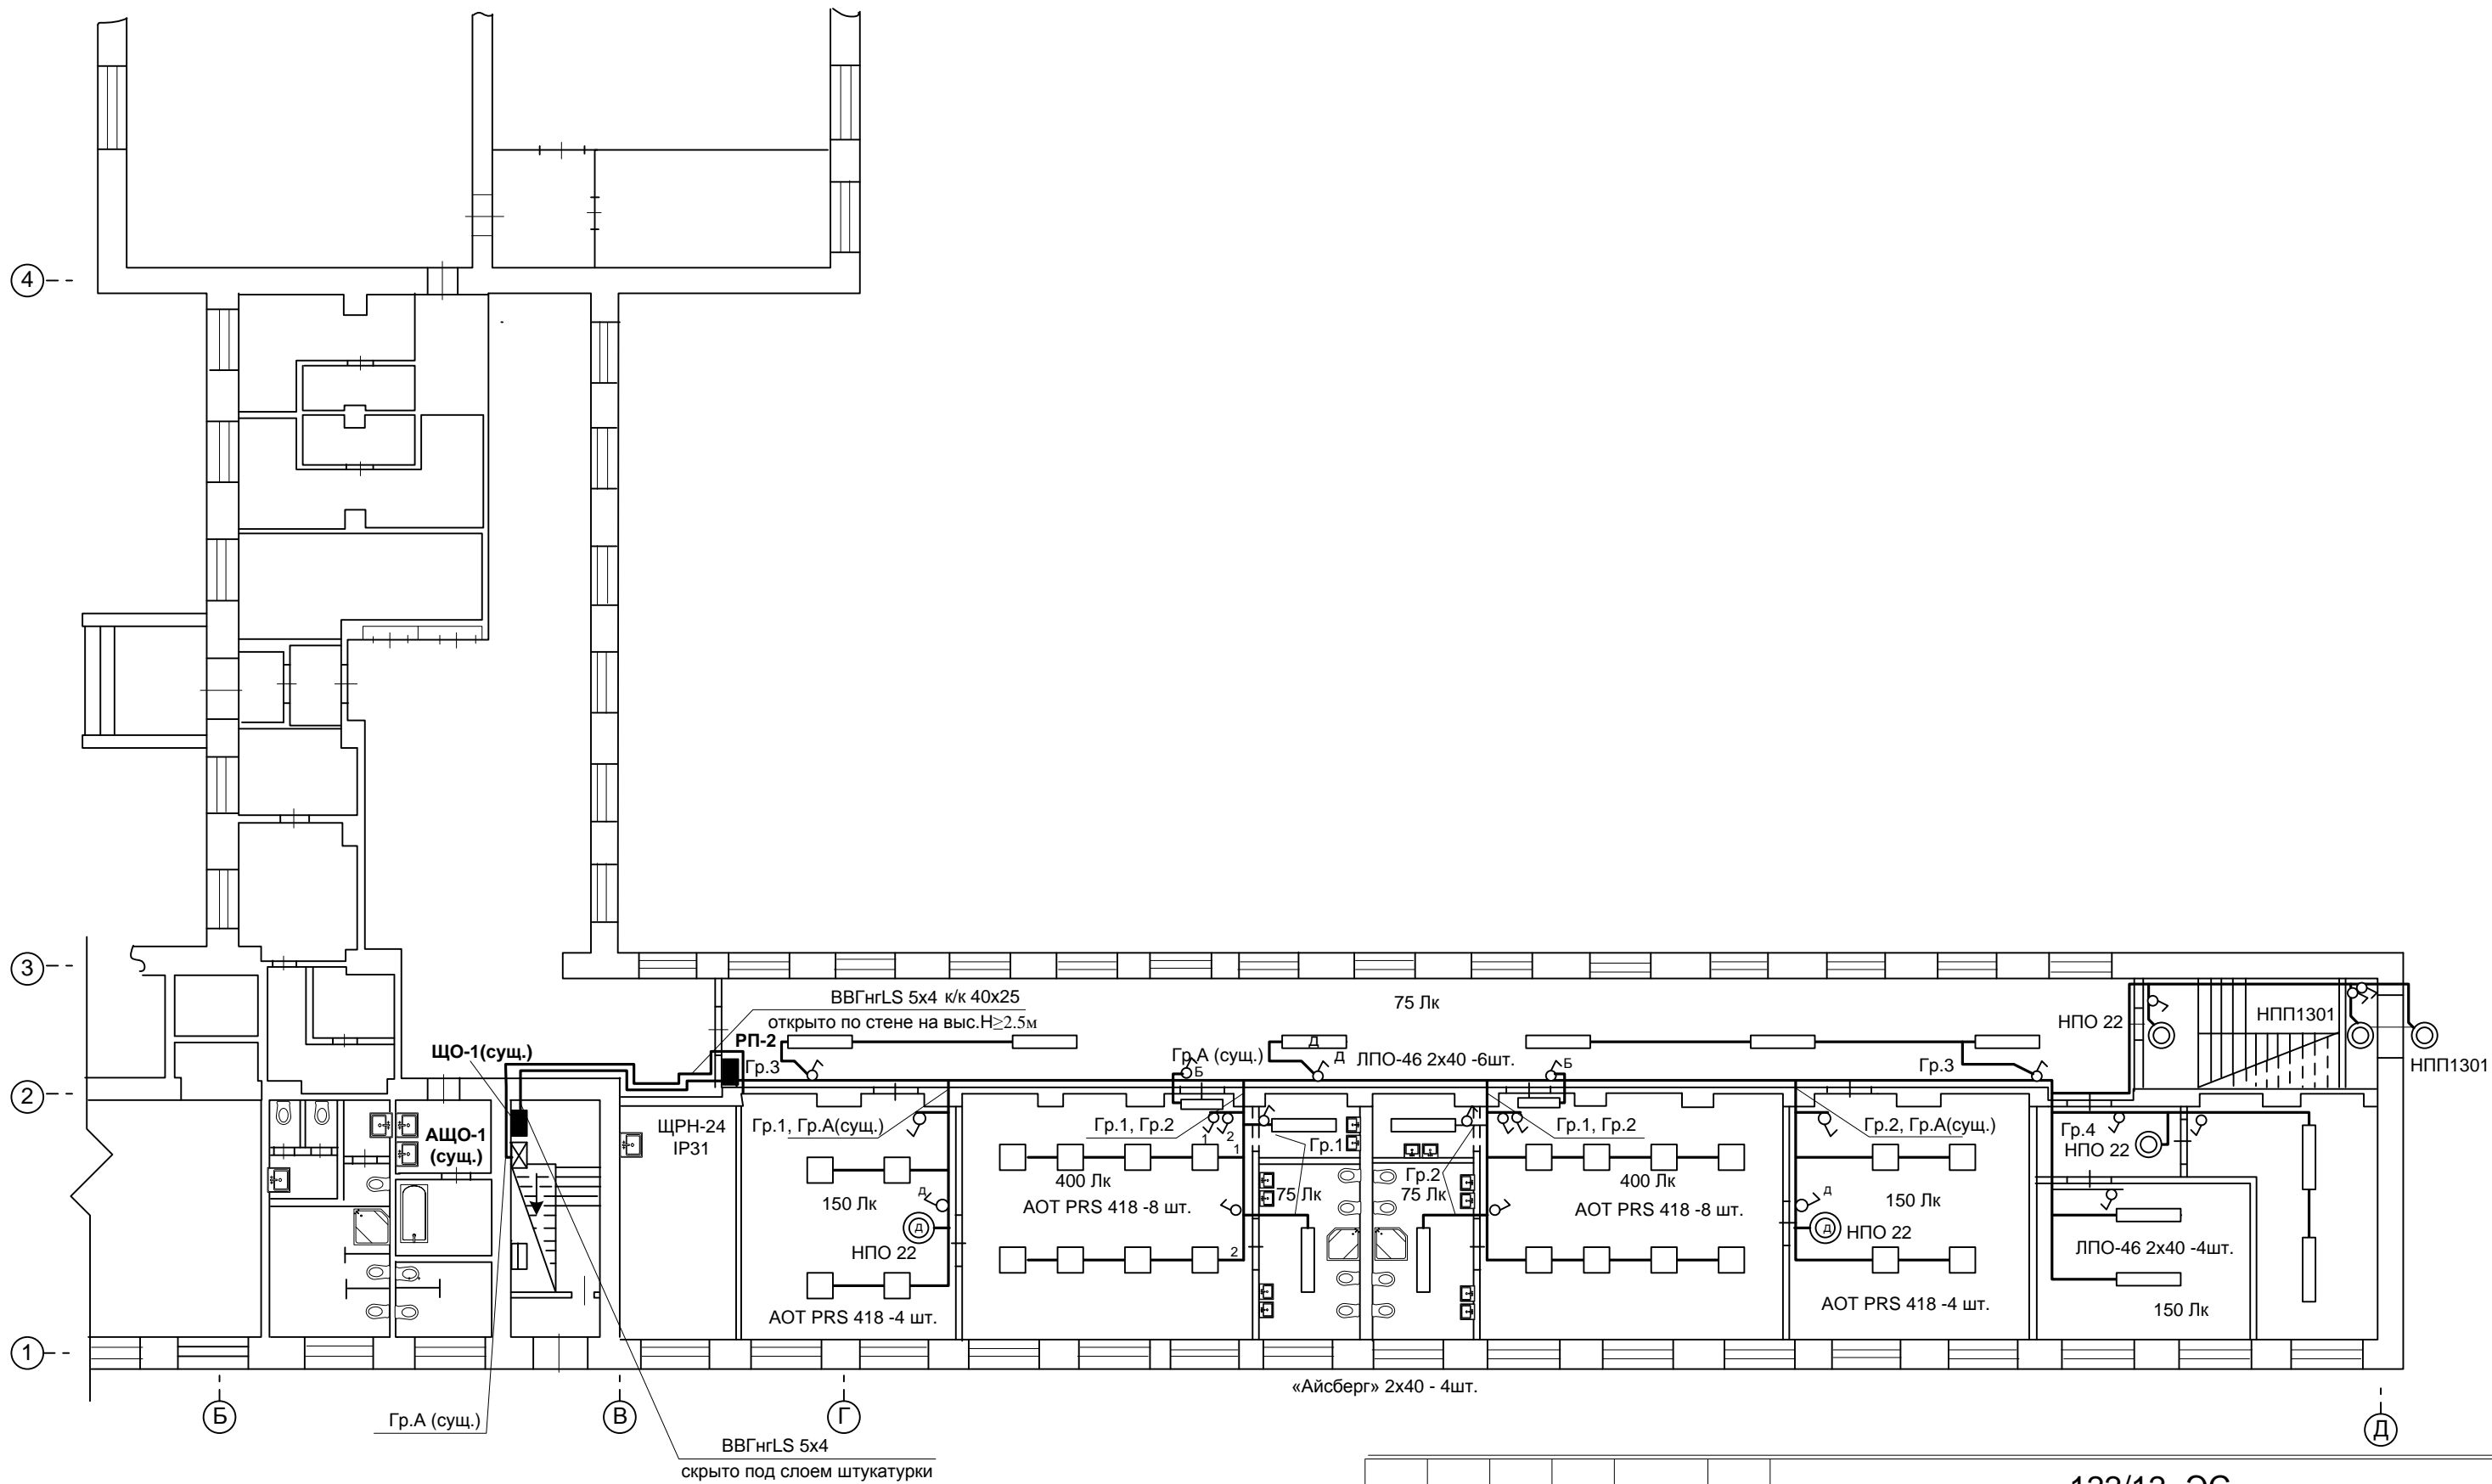 4
3
ВВГнгLS 5х4 к/к 40х25
открыто по стене на выс.Н≥2.5м
75 Лк
НПО 22
НПП1301
НПП1301
ЩО-1(сущ.)
РП-2
Гр.3
Гр.А (сущ.)
Б
Д
Д
ЛПО-46 2х40 -6шт.
Б
Гр.3
2
АЩО-1
(сущ.)
ЩРН-24
IP31
Гр.1, Гр.А(сущ.)
Гр.1, Гр.2
1 2
1
Гр.1
Гр.2
Гр.1, Гр.2
Гр.2, Гр.А(сущ.)
Гр.4
НПО 22
150 Лк
Д
Д
НПО 22
АОТ PRS 418 -4 шт.
400 Лк
АОТ PRS 418 -8 шт.
2
75 Лк
75 Лк
400 Лк
АОТ PRS 418 -8 шт.
Д
150 Лк
Д
НПО 22
АОТ PRS 418 -4 шт.
ЛПО-46 2х40 -4шт.
150 Лк
1
«Айсберг» 2х40 - 4шт.
Б
В
Г
Д
Гр.А (сущ.)
ВВГнгLS 5х4
скрыто под слоем штукатурки